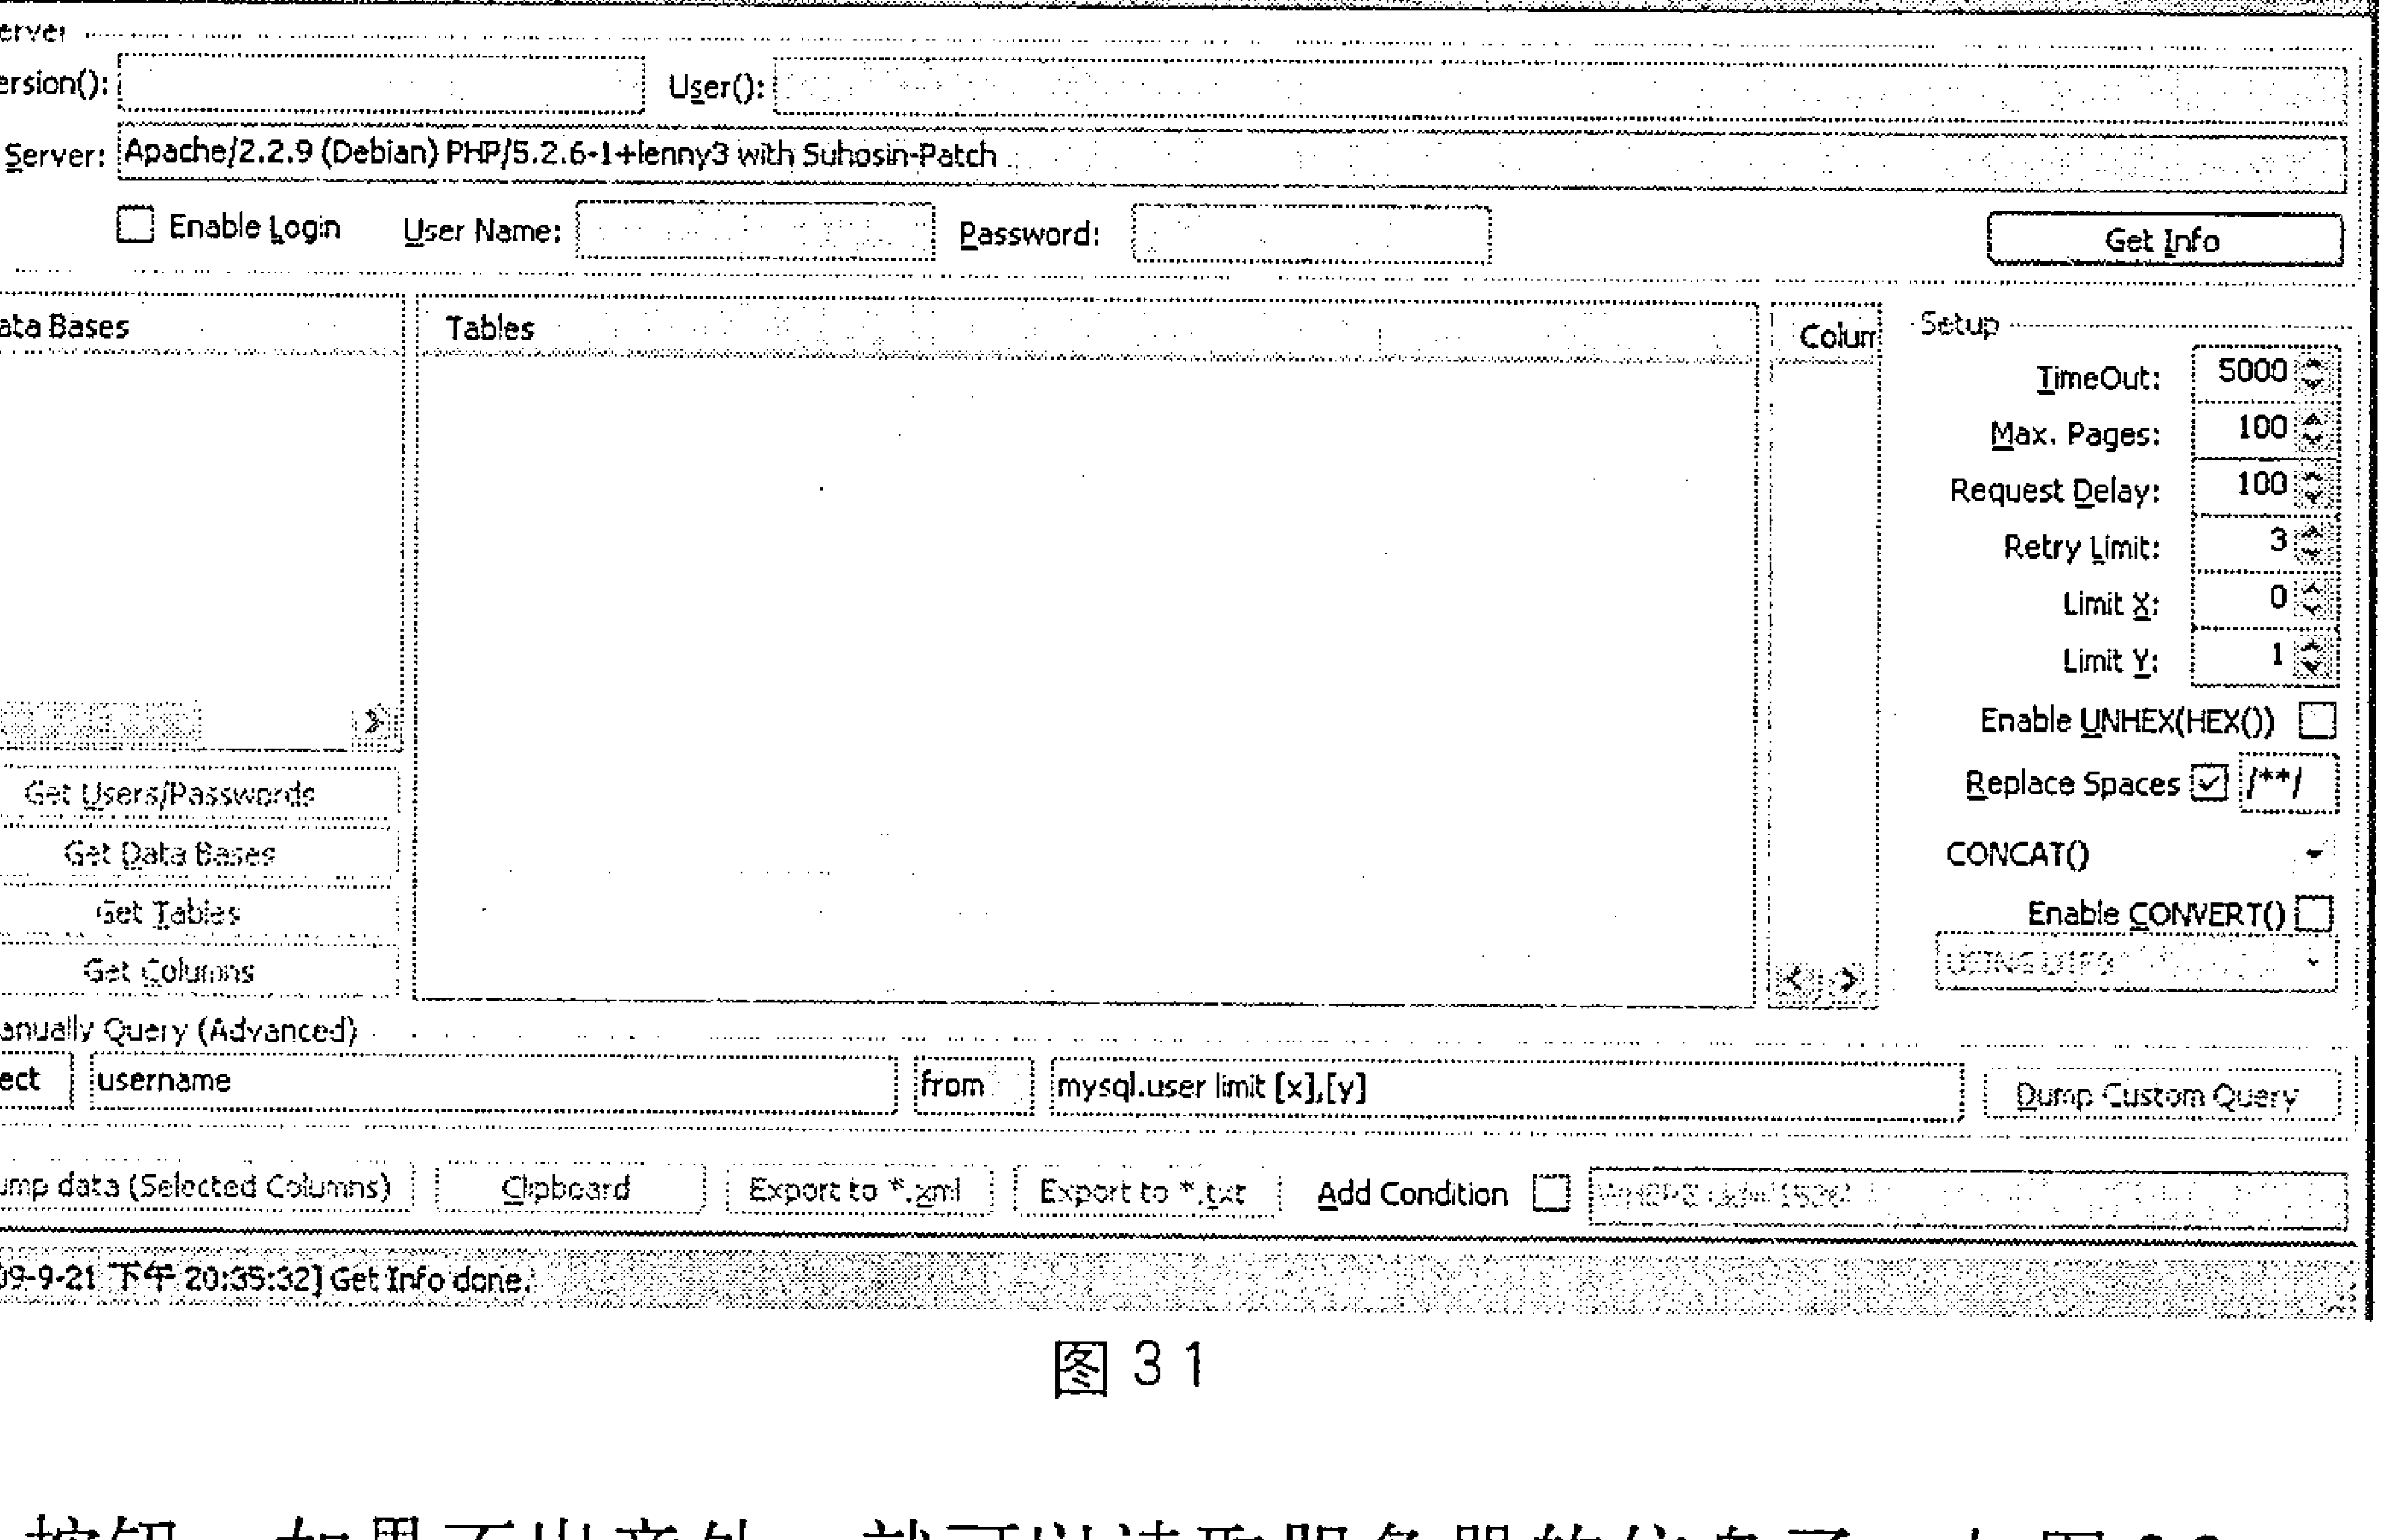 erver
ersion():
User():
Server: Apache/2.2.9 (Debian) PHP/5.2.6-1+lenny3 with Suhosin-Patch
Enable Login User Name: Password: Get Info
ata Bases Tables Colum Setup
TimeOut: 5000
Max. Pages: 100
Request Delay: 100
Retry Limit: 3
Limit X: 0
Limit Y: 1
Enable UNHEX(HEX())
Get Users/Passwords Replace Spaces /**/
Get Data Bases CONCAT()
Get Tables Enable CONVERT()
Get Columns
anually Query (Advanced)
ect username from mysql.user limit [x],[y] Dump Custom Query
ump data (Selected Columns) Clipboard Export to *.xml Export to *.txt Add Condition
09-9-21 下午 20:35:32] Get Info done.
图31